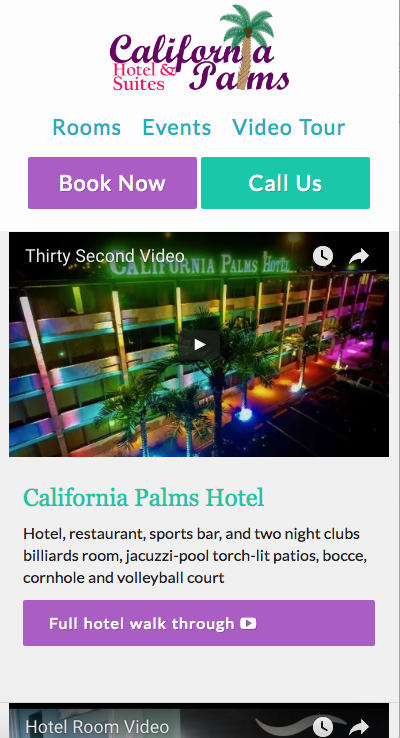 California
Hotel &
Suites
Palms
Rooms Events Video Tour
Book Now Call Us
Thirty Second Video
CALIFORNIA PALMS HOTEL
California Palms Hotel
Hotel, restaurant, sports bar, and two night clubs
billiards room, jacuzzi-pool torch-lit patios, bocce,
cornhole and volleyball court
Full hotel walk through
Hotel Room Video